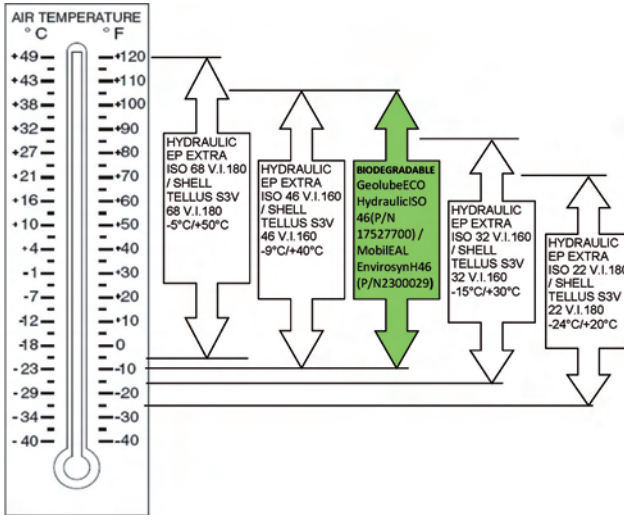 AIR TEMPERATURE
° C ° F
+49 +120
+43 +110
+38 100
+32 +90
+27 +80
+21 +70
+16 +60
+10 +50
+4 +40
-1 +30
-7 +20
-12 +10
-18 0
-23 -10
-29 -20
-34 -30
- 40 -40
HYDRAULIC
EP EXTRA
ISO 68 V.I.180
/ SHELL
TELLUS S3V
68 V.I.180
-5°C/+50°C
HYDRAULIC
EP EXTRA
ISO 46 V.I.160
/ SHELL
TELLUS S3V
46 V.I.160
-9°C/+40°C
BIODEGRADABLE
GeolubeECO
HydraulicISO
46(P/N
17527700) /
MobilEAL
EnvirosynH46
(P/N2300029)
HYDRAULIC
EP EXTRA
ISO 32 V.I.160
/ SHELL
TELLUS S3V
32 V.I.160
-15°C/+30°C
HYDRAULIC
EP EXTRA
ISO 22 V.I.180
/ SHELL
TELLUS S3V
22 V.I.180
-24°C/+20°C